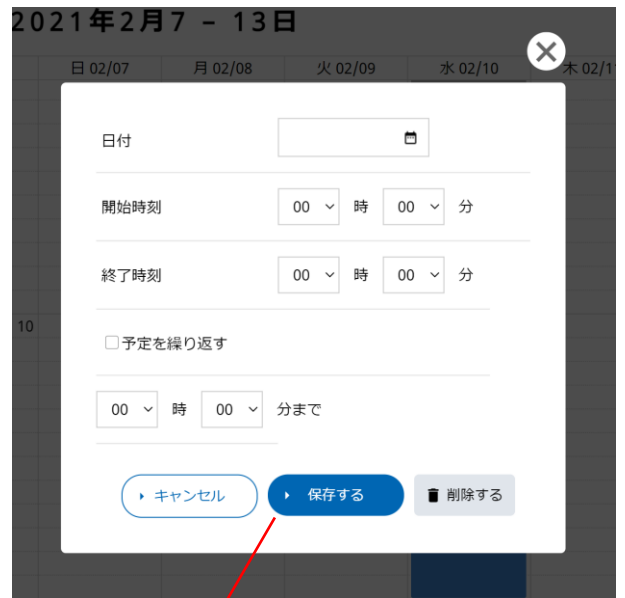 2021年2月7 – 13日
日 02/07 月 02/08 火 02/09 水 02/10 木 02/1
日付
開始時刻 00 時 00 分
終了時刻 00 時 00 分
10
予定を繰り返す
00 時 00 分まで
キャンセル 保存する 削除する